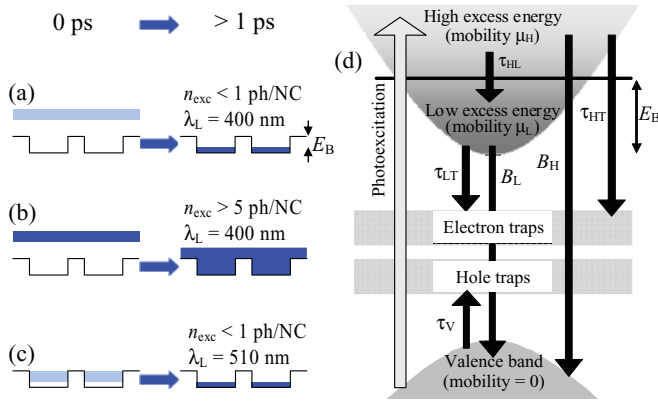 0 ps
> 1 ps
(a)
n_exc < 1 ph/NC
λ_L = 400 nm
E_B
(b)
n_exc > 5 ph/NC
λ_L = 400 nm
(c)
n_exc < 1 ph/NC
λ_L = 510 nm
(d)
High excess energy
(mobility μ_H)
τ_HL
Low excess energy
(mobility μ_L)
E_B
τ_HT
Photoexcitation
τ_LT
B_L
B_H
Electron traps
Hole traps
τ_V
Valence band
(mobility = 0)